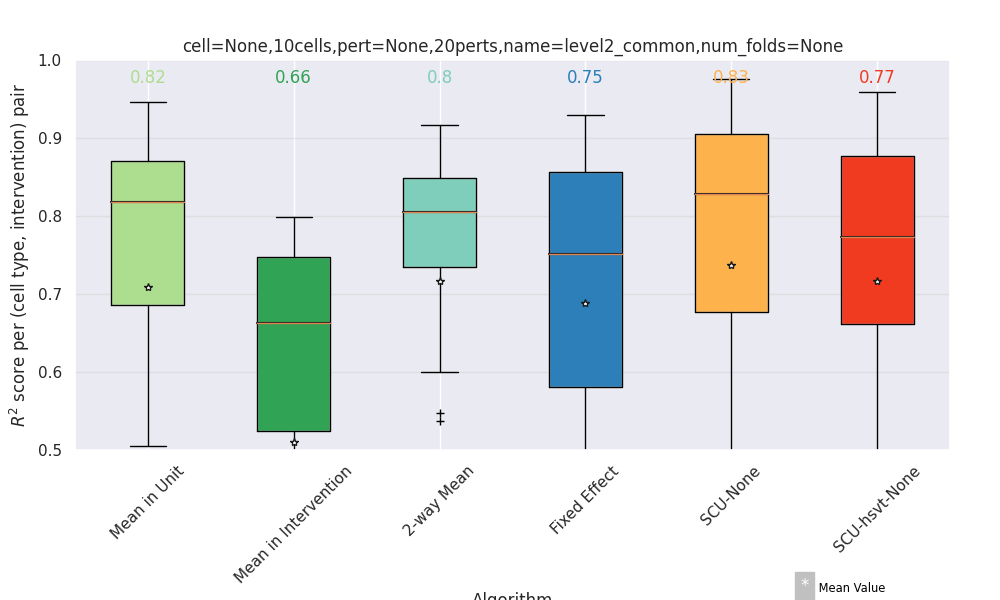 cell=None,10cells,pert=None,20perts,name=level2_common,num_folds=None
R² score per (cell type, intervention) pair
1.0
0.9
0.8
0.7
0.6
0.5
0.82
0.66
0.8
0.75
0.83
0.77
Mean in Unit
Mean in Intervention
2-way Mean
Fixed Effect
SCU-None
SCU-hsvt-None
Algorithm
* Mean Value